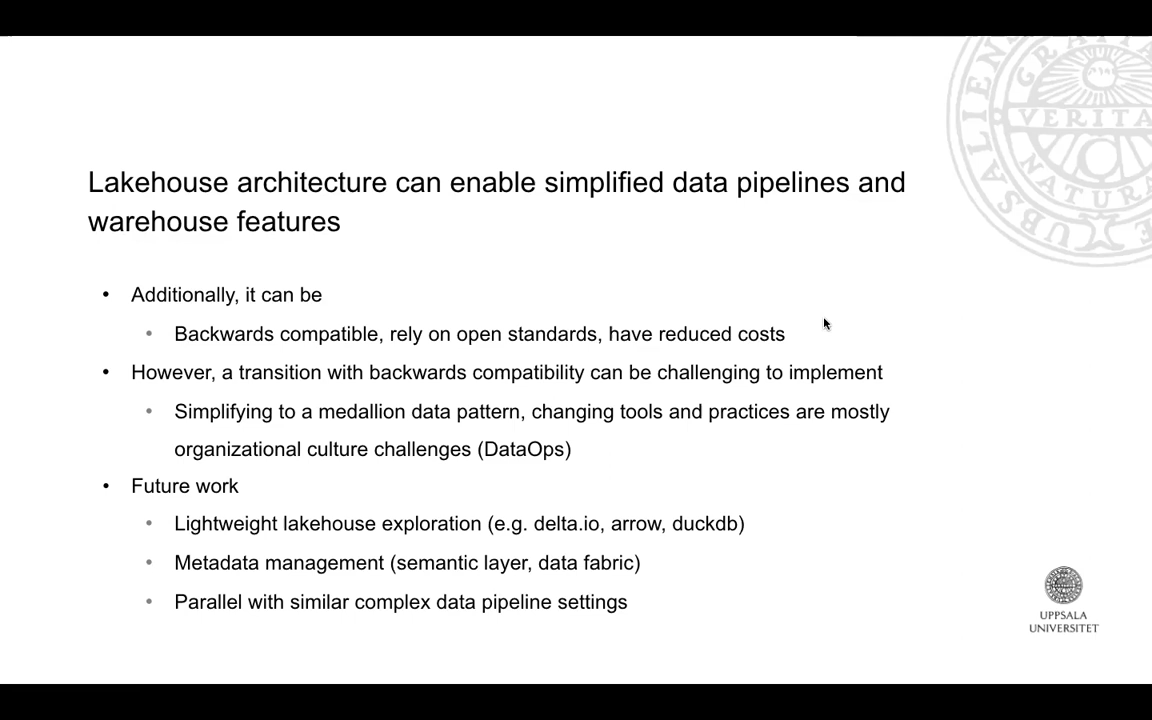 Lakehouse architecture can enable simplified data pipelines and
warehouse features
• Additionally, it can be
• Backwards compatible, rely on open standards, have reduced costs
• However, a transition with backwards compatibility can be challenging to implement
• Simplifying to a medallion data pattern, changing tools and practices are mostly
organizational culture challenges (DataOps)
• Future work
• Lightweight lakehouse exploration (e.g. delta.io, arrow, duckdb)
• Metadata management (semantic layer, data fabric)
• Parallel with similar complex data pipeline settings
UPPSALA
UNIVERSITET
VERITA
NATUR